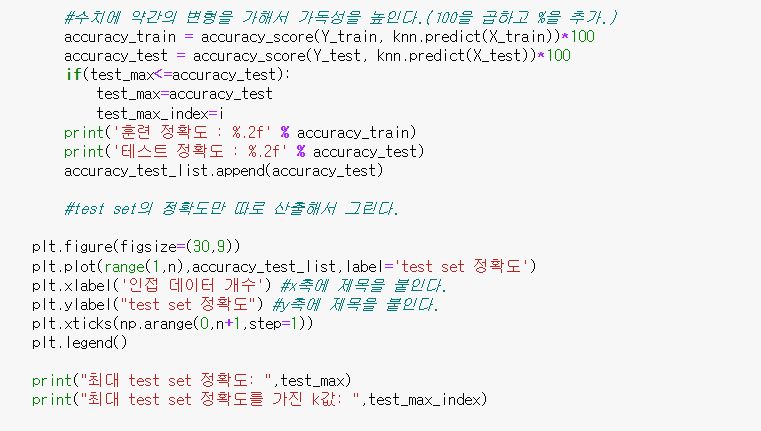 #수치에 약간의 변형을 가해서 가독성을 높인다.(100을 곱하고 %을 추가.)
accuracy_train = accuracy_score(Y_train, knn.predict(X_train))*100
accuracy_test = accuracy_score(Y_test, knn.predict(X_test))*100
if(test_max<=accuracy_test):
test_max=accuracy_test
test_max_index=i
print('훈련 정확도 : %.2f' % accuracy_train)
print('테스트 정확도 : %.2f' % accuracy_test)
accuracy_test_list.append(accuracy_test)
#test set의 정확도만 따로 산출해서 그린다.
plt.figure(figsize=(30,9))
plt.plot(range(1,n),accuracy_test_list,label='test set 정확도')
plt.xlabel('인접 데이터 개수') #x축에 제목을 붙인다.
plt.ylabel("test set 정확도") #y축에 제목을 붙인다.
plt.xticks(np.arange(0,n+1,step=1))
plt.legend()
print("최대 test set 정확도: ",test_max)
print("최대 test set 정확도를 가진 k값: ",test_max_index)